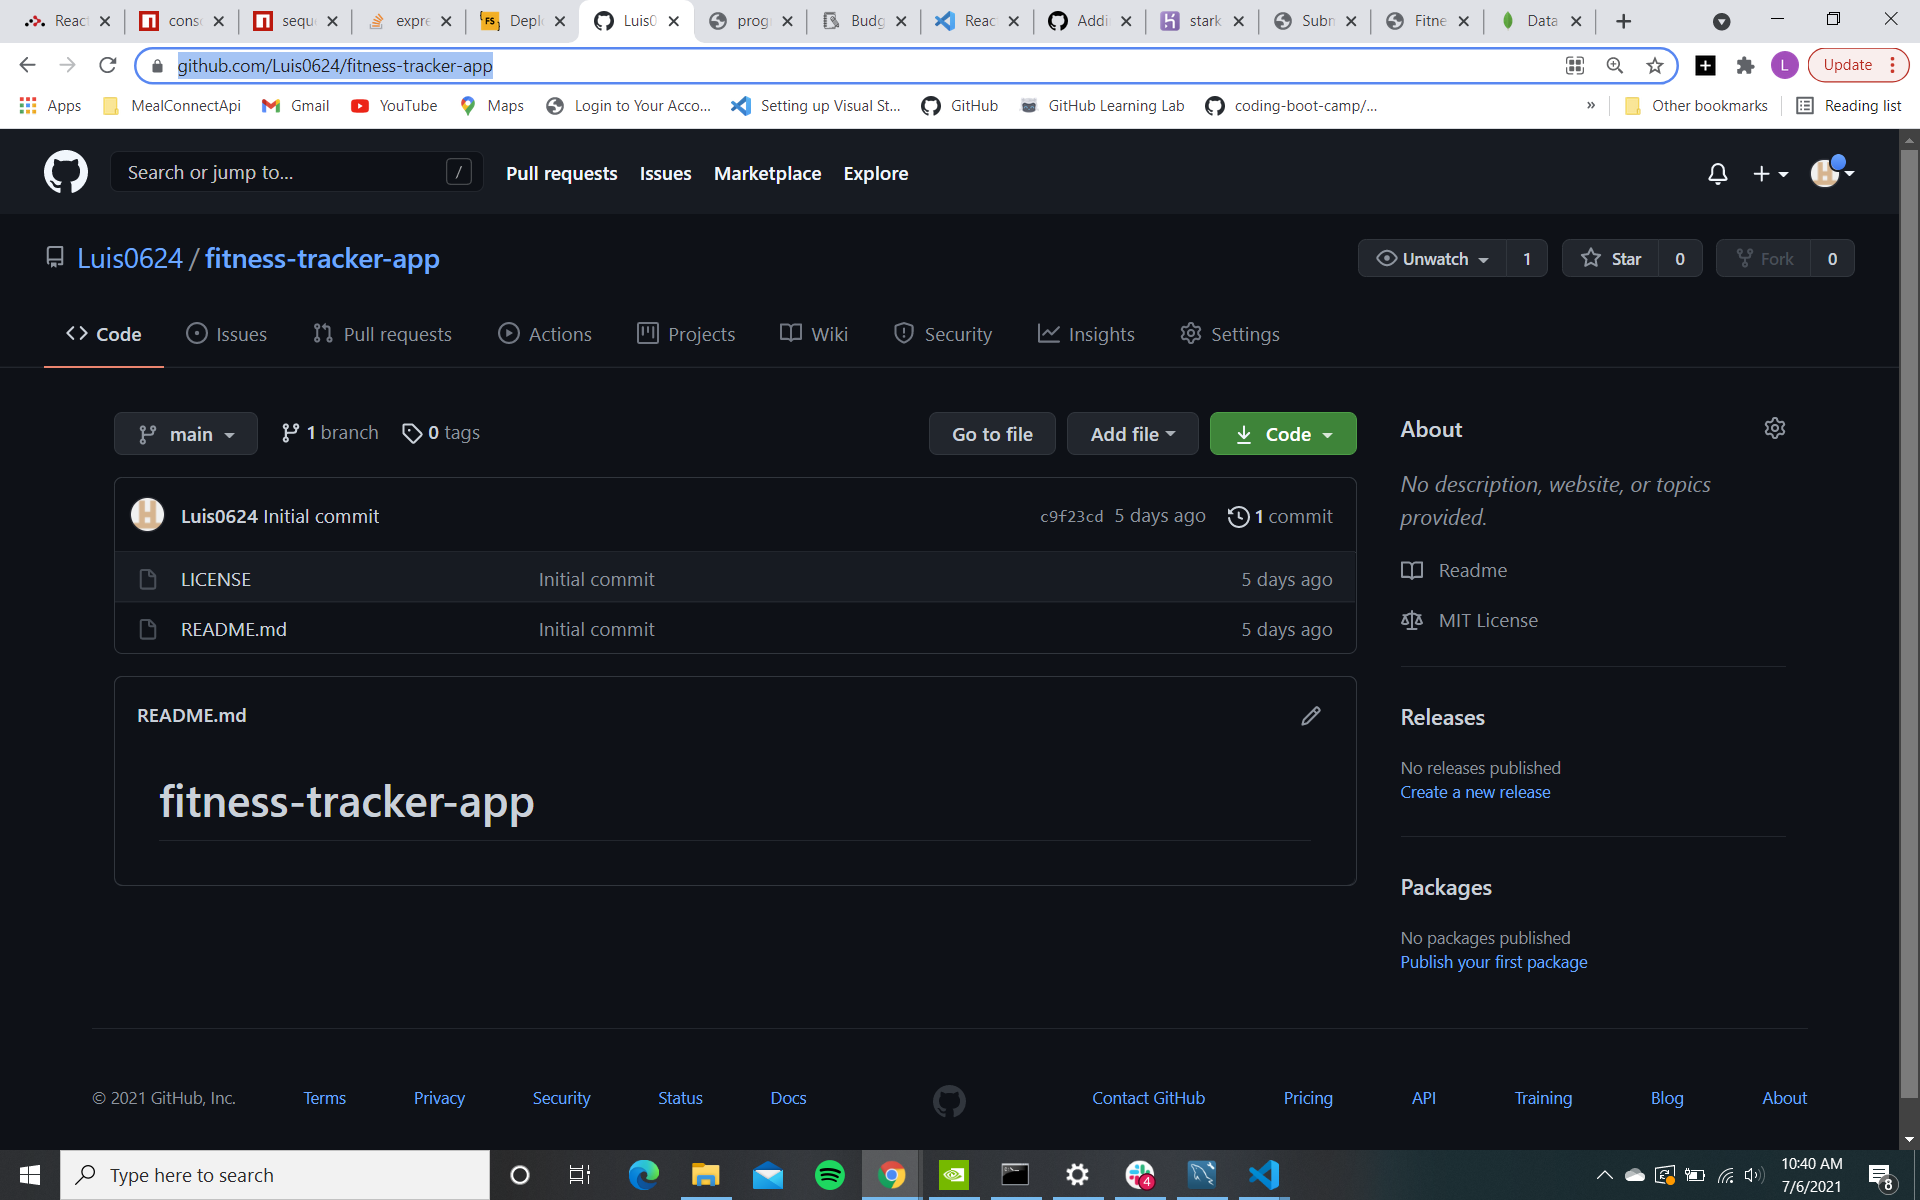 React
cons
sequ
expre
Deplo
Luis0
prog
Budg
Reac
Addi
stark
Subn
Fitne
Data
github.com/Luis0624/fitness-tracker-app
L
Update
Apps
MealConnectApi
Gmail
YouTube
Maps
Login to Your Acco...
Setting up Visual St...
GitHub
GitHub Learning Lab
coding-boot-camp/...
»
Other bookmarks
Reading list
Search or jump to...
/
Pull requests
Issues
Marketplace
Explore
Luis0624 / fitness-tracker-app
Unwatch 1
Star 0
Fork 0
Code
Issues
Pull requests
Actions
Projects
Wiki
Security
Insights
Settings
main
1 branch
0 tags
Go to file
Add file
Code
Luis0624 Initial commit
c9f23cd 5 days ago
1 commit
LICENSE Initial commit 5 days ago
README.md Initial commit 5 days ago
README.md
fitness-tracker-app
About
No description, website, or topics
provided.
Readme
MIT License
Releases
No releases published
Create a new release
Packages
No packages published
Publish your first package
© 2021 GitHub, Inc.
Terms
Privacy
Security
Status
Docs
Contact GitHub
Pricing
API
Training
Blog
About
Type here to search
4
10:40 AM
7/6/2021
8